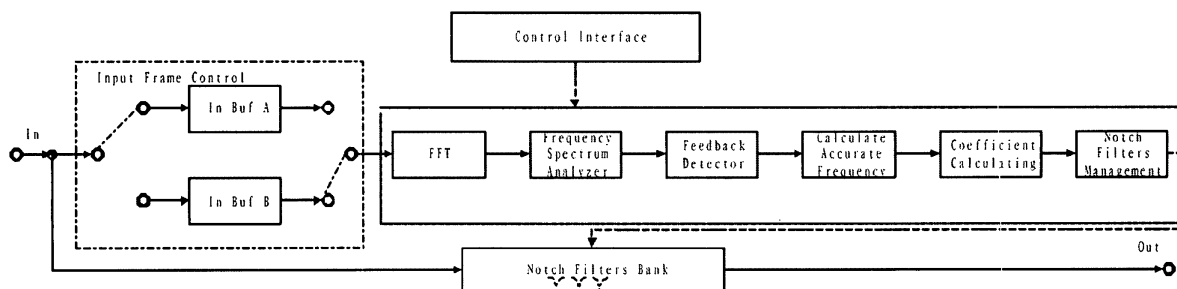 Control Interface
Input Frame Control
In
In Buf A
In Buf B
FFT
Frequency
Spectrum
Analyzer
Feedback
Detector
Calculate
Accurate
Frequency
Coefficient
Calculating
Notch
Filters
Management
Notch Filters Bank
Out